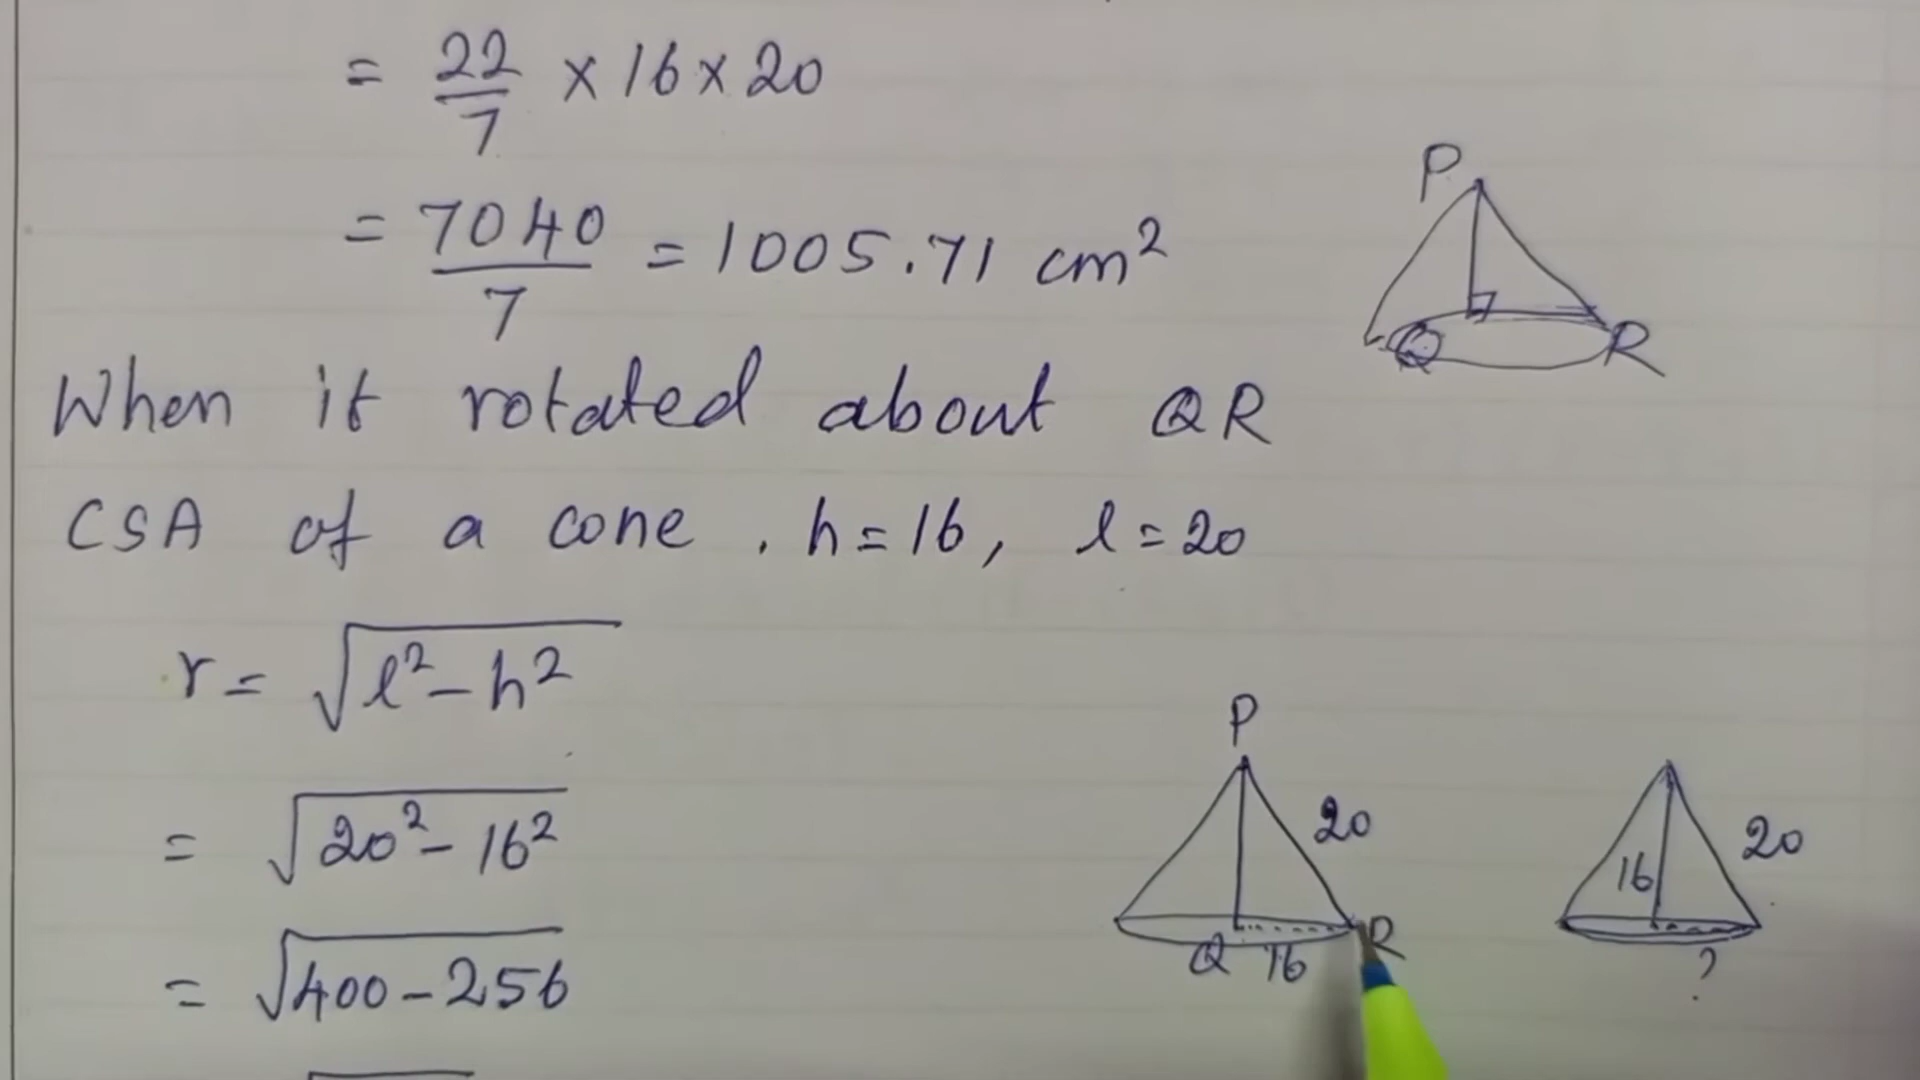 = 22/7 × 16 × 20
= 7040/7 = 1005.71 cm²
P
Q R
When it rotated about QR
CSA of a cone. h = 16, l = 20
r = √l² - h²
= √20² - 16²
= √400 - 256
P
20
Q 16 R
16 20
?